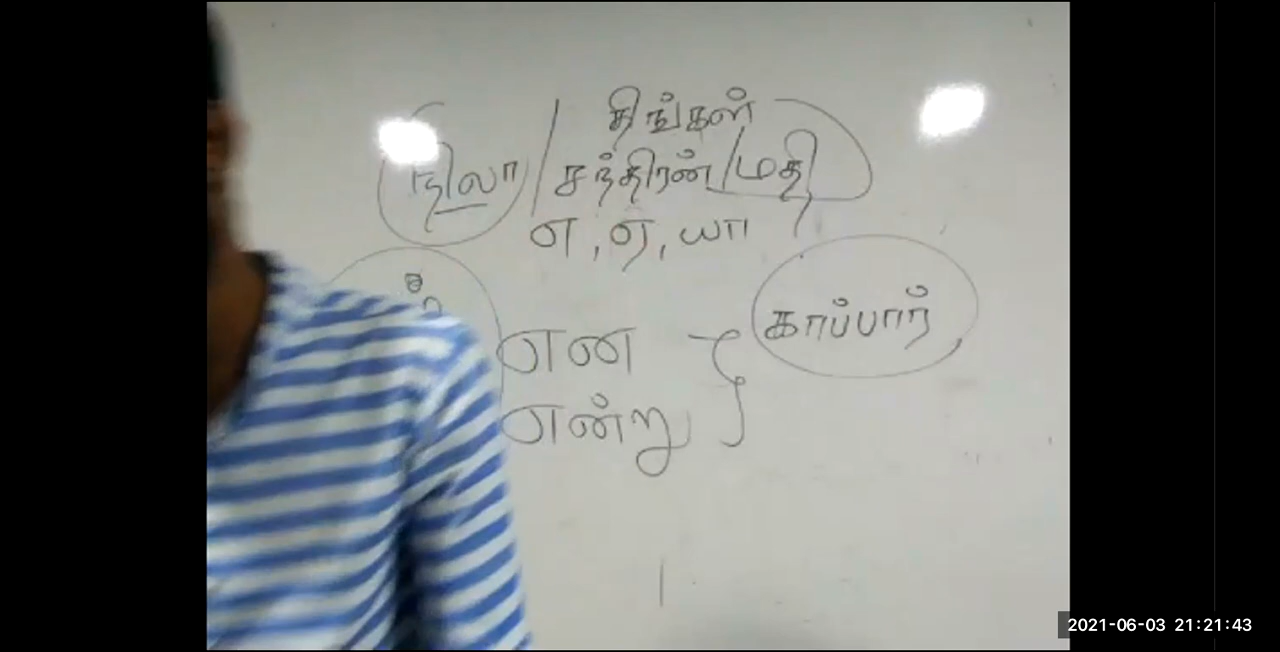 திங்கள்
நிலா / சந்திரன் / மதி
எ, ஏ, யா
என } காப்பார்
என்று
2021-06-03 21:21:43